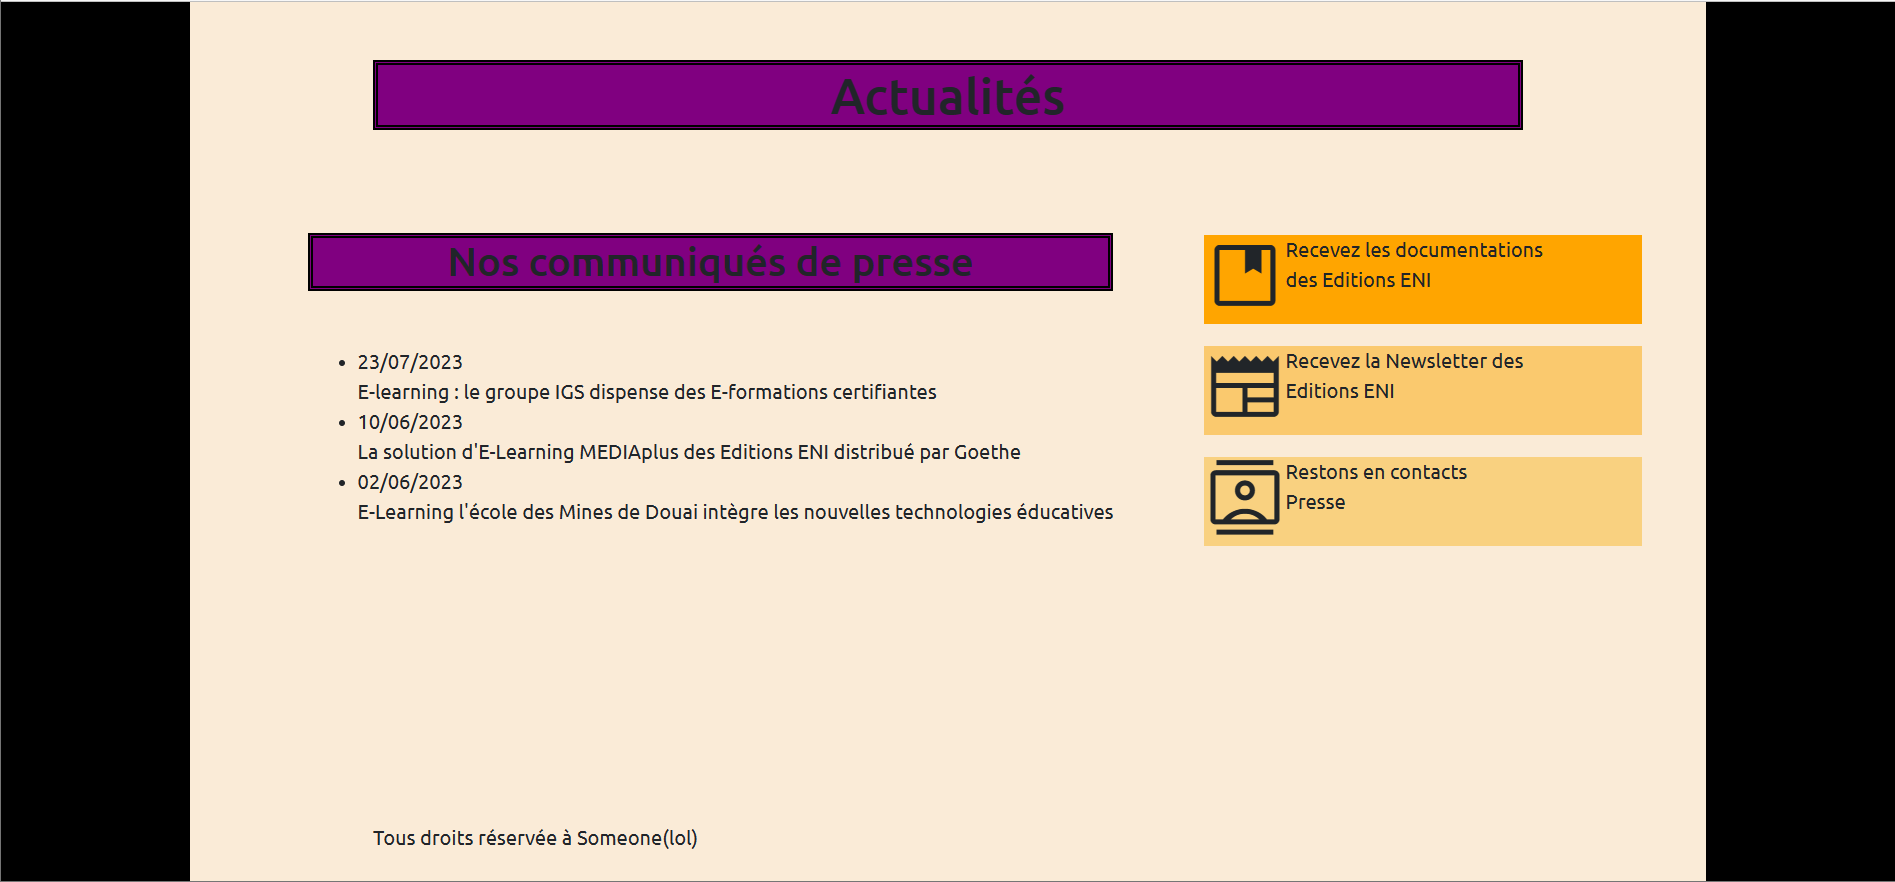 Actualités
Nos communiqués de presse
23/07/2023
E-learning : le groupe IGS dispense des E-formations certifiantes
10/06/2023
La solution d'E-Learning MEDIAplus des Editions ENI distribué par Goethe
02/06/2023
E-Learning l'école des Mines de Douai intègre les nouvelles technologies éducatives
Recevez les documentations
des Editions ENI
Recevez la Newsletter des
Editions ENI
Restons en contacts
Presse
Tous droits réservée à Someone(lol)